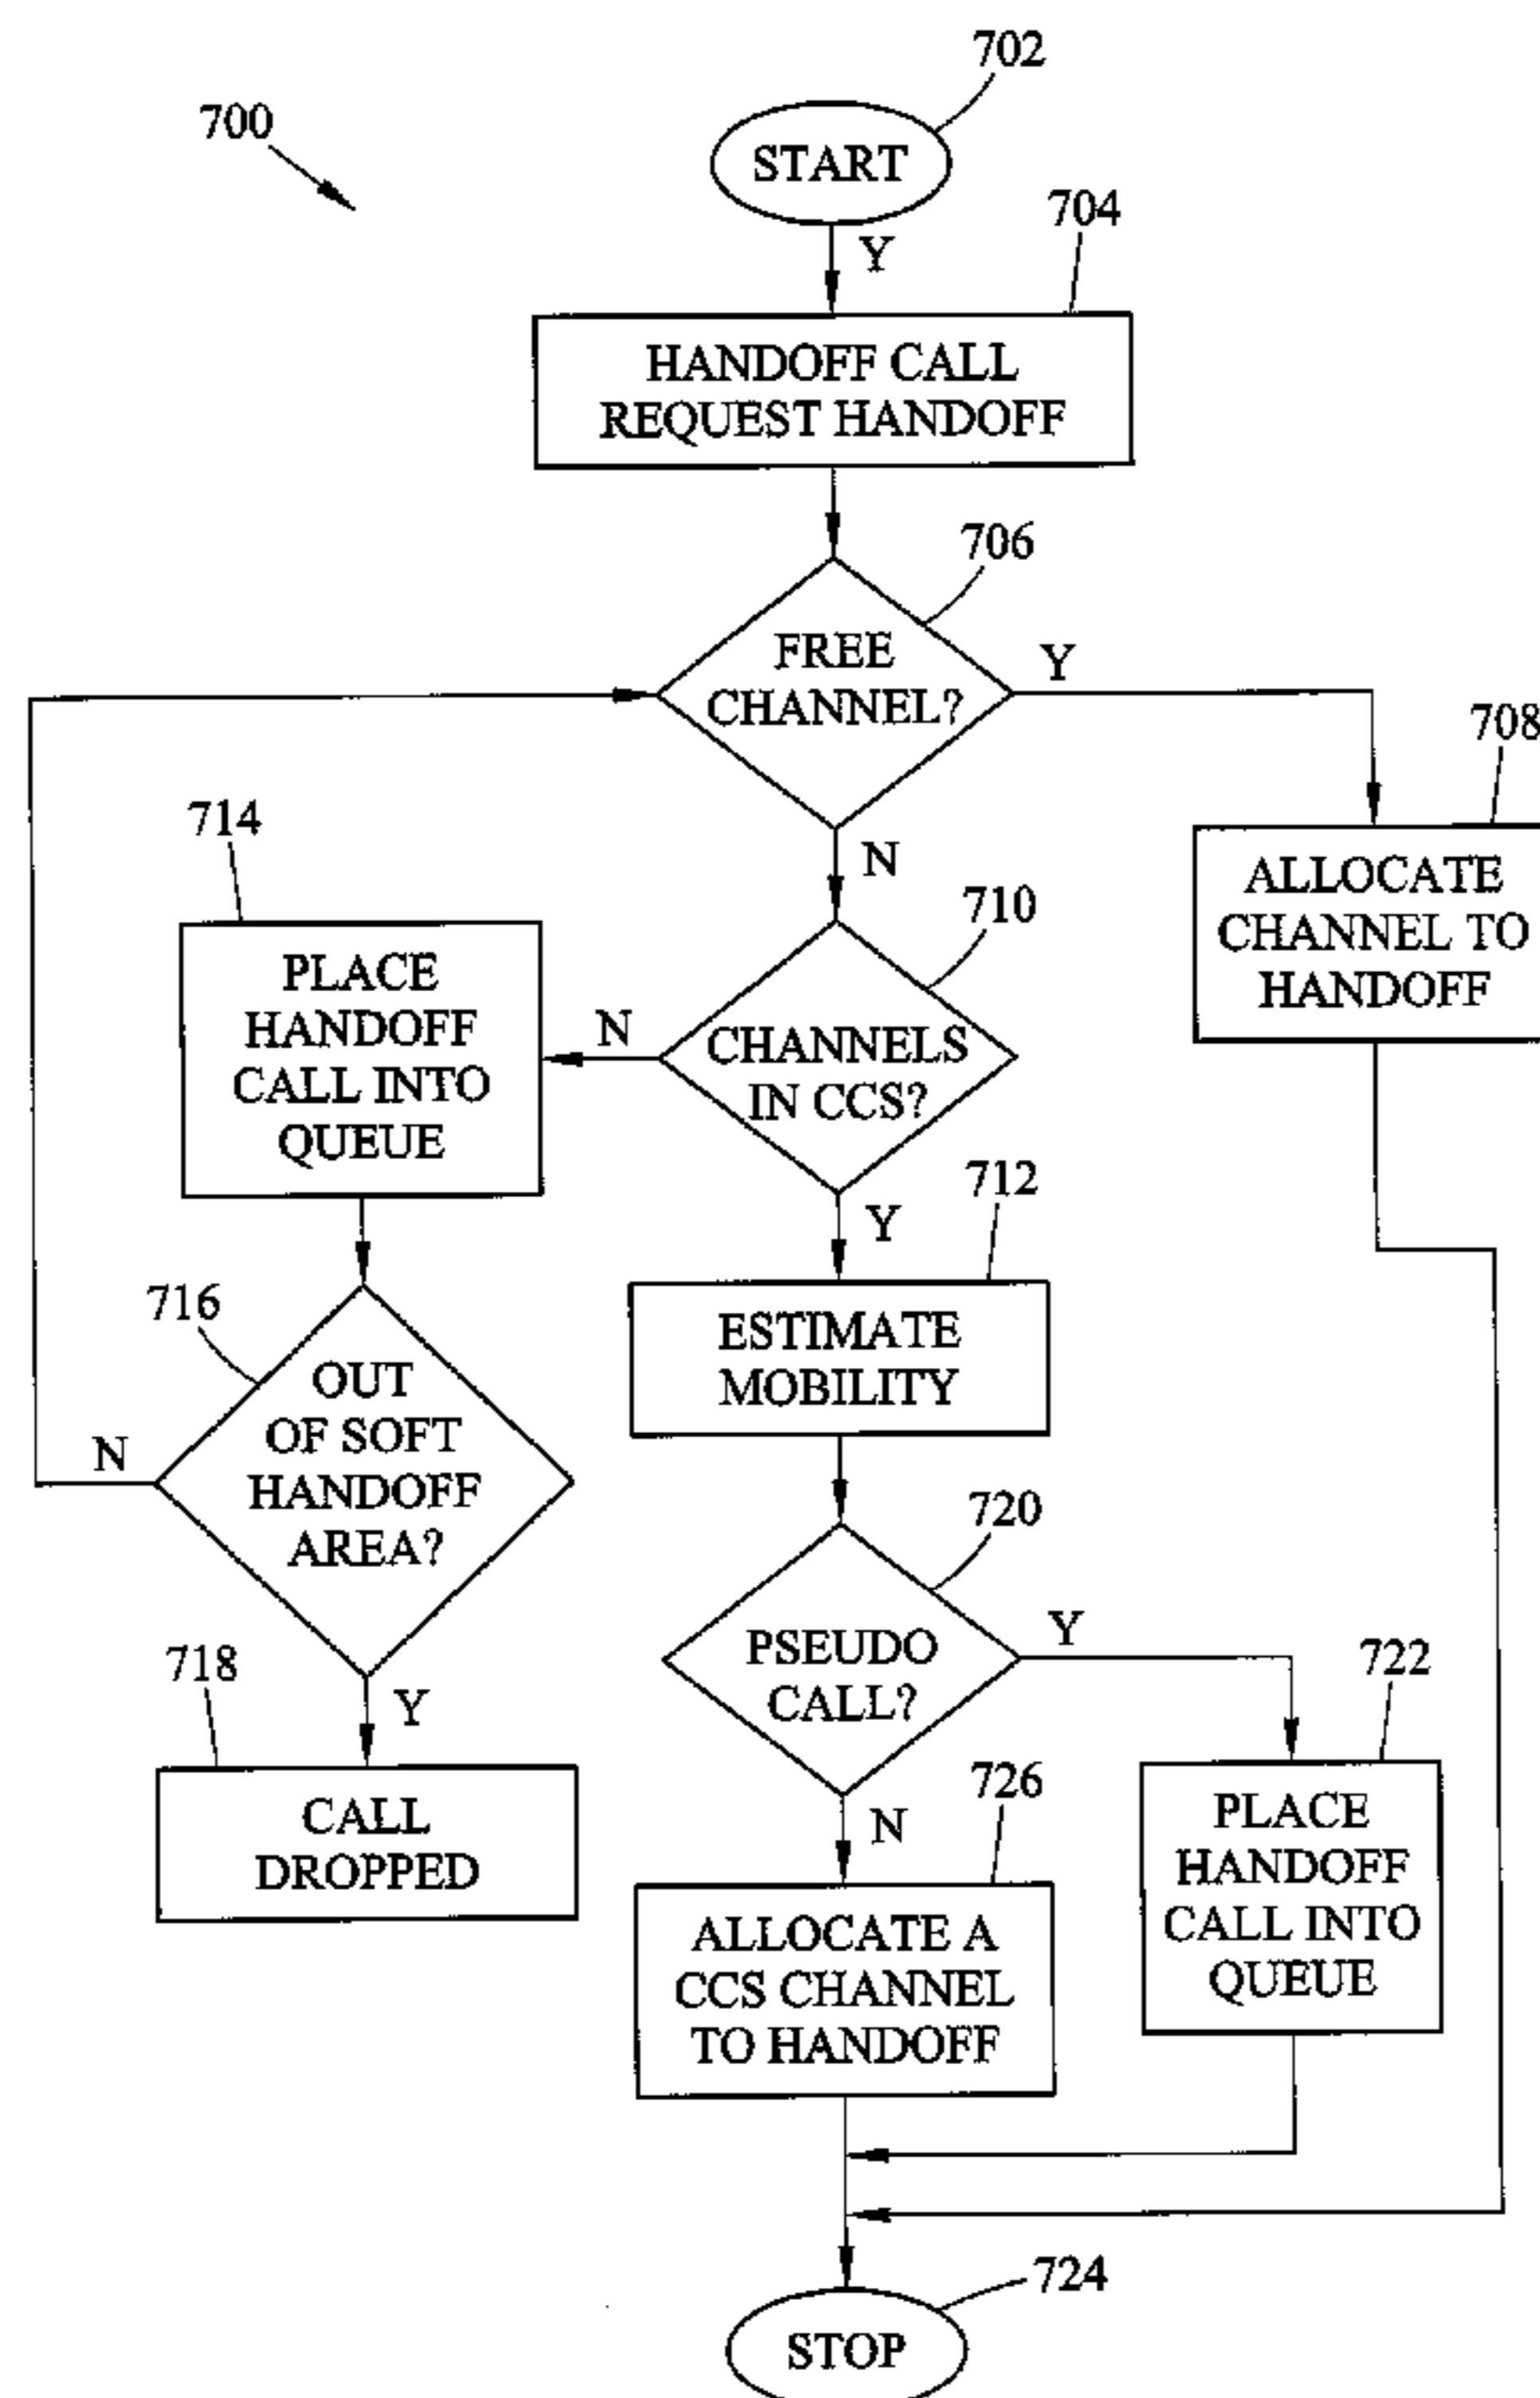 702
700
START
Y
704
HANDOFF CALL
REQUEST HANDOFF
706
FREE
CHANNEL?
Y
708
ALLOCATE
CHANNEL TO
HANDOFF
N
714
PLACE
HANDOFF
CALL INTO
QUEUE
710
CHANNELS
IN CCS?
N
Y
712
ESTIMATE
MOBILITY
716
OUT
OF SOFT
HANDOFF
AREA?
N
Y
718
CALL
DROPPED
720
PSEUDO
CALL?
Y
722
PLACE
HANDOFF
CALL INTO
QUEUE
N
726
ALLOCATE A
CCS CHANNEL
TO HANDOFF
724
STOP